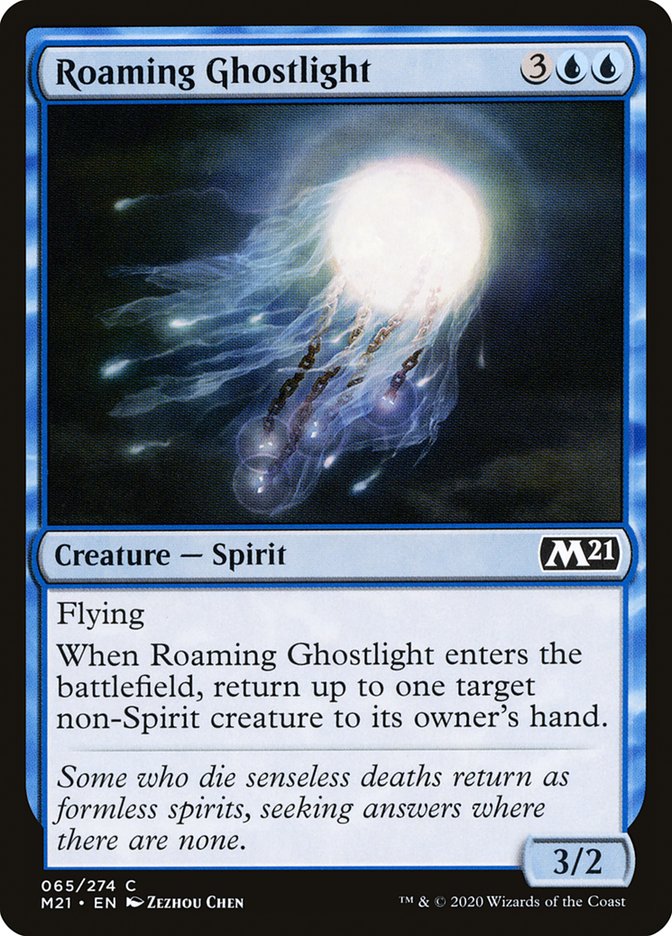 Roaming Ghostlight 3
Creature — Spirit M21
Flying
When Roaming Ghostlight enters the
battlefield, return up to one target
non-Spirit creature to its owner's hand.
Some who die senseless deaths return as
formless spirits, seeking answers where
there are none.
3/2
065/274 C
M21 • EN Zezhou Chen ™ & © 2020 Wizards of the Coast